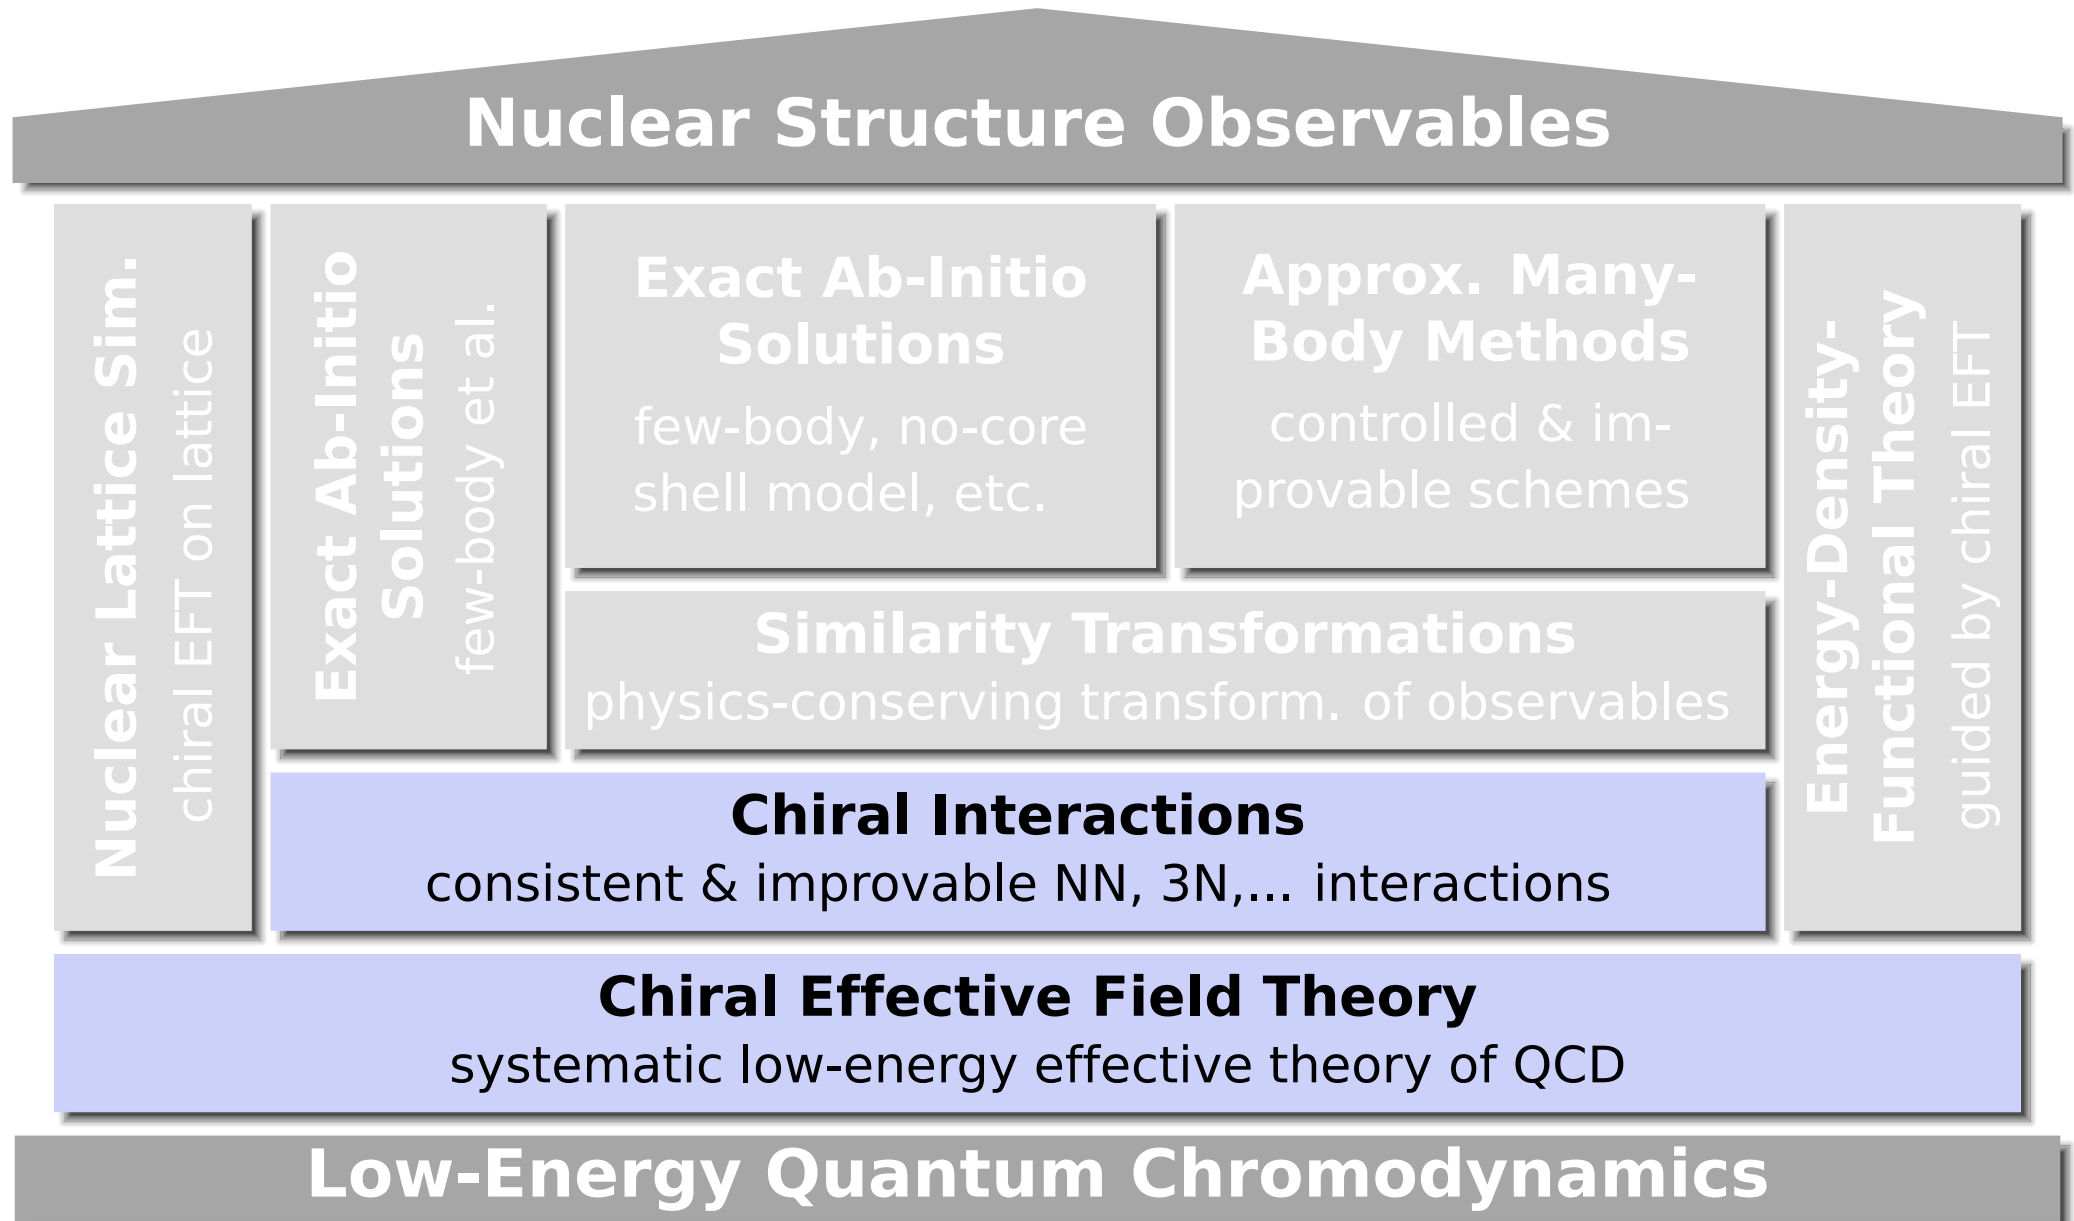 Nuclear Structure Observables
Nuclear Lattice Sim.
chiral EFT on lattice
Exact Ab-Initio
Solutions
few-body et al.
Exact Ab-Initio
Solutions
few-body, no-core
shell model, etc.
Approx. Many-
Body Methods
controlled & im-
provable schemes
Energy-Density-
Functional Theory
guided by chiral EFT
Similarity Transformations
physics-conserving transform. of observables
Chiral Interactions
consistent & improvable NN, 3N,... interactions
Chiral Effective Field Theory
systematic low-energy effective theory of QCD
Low-Energy Quantum Chromodynamics